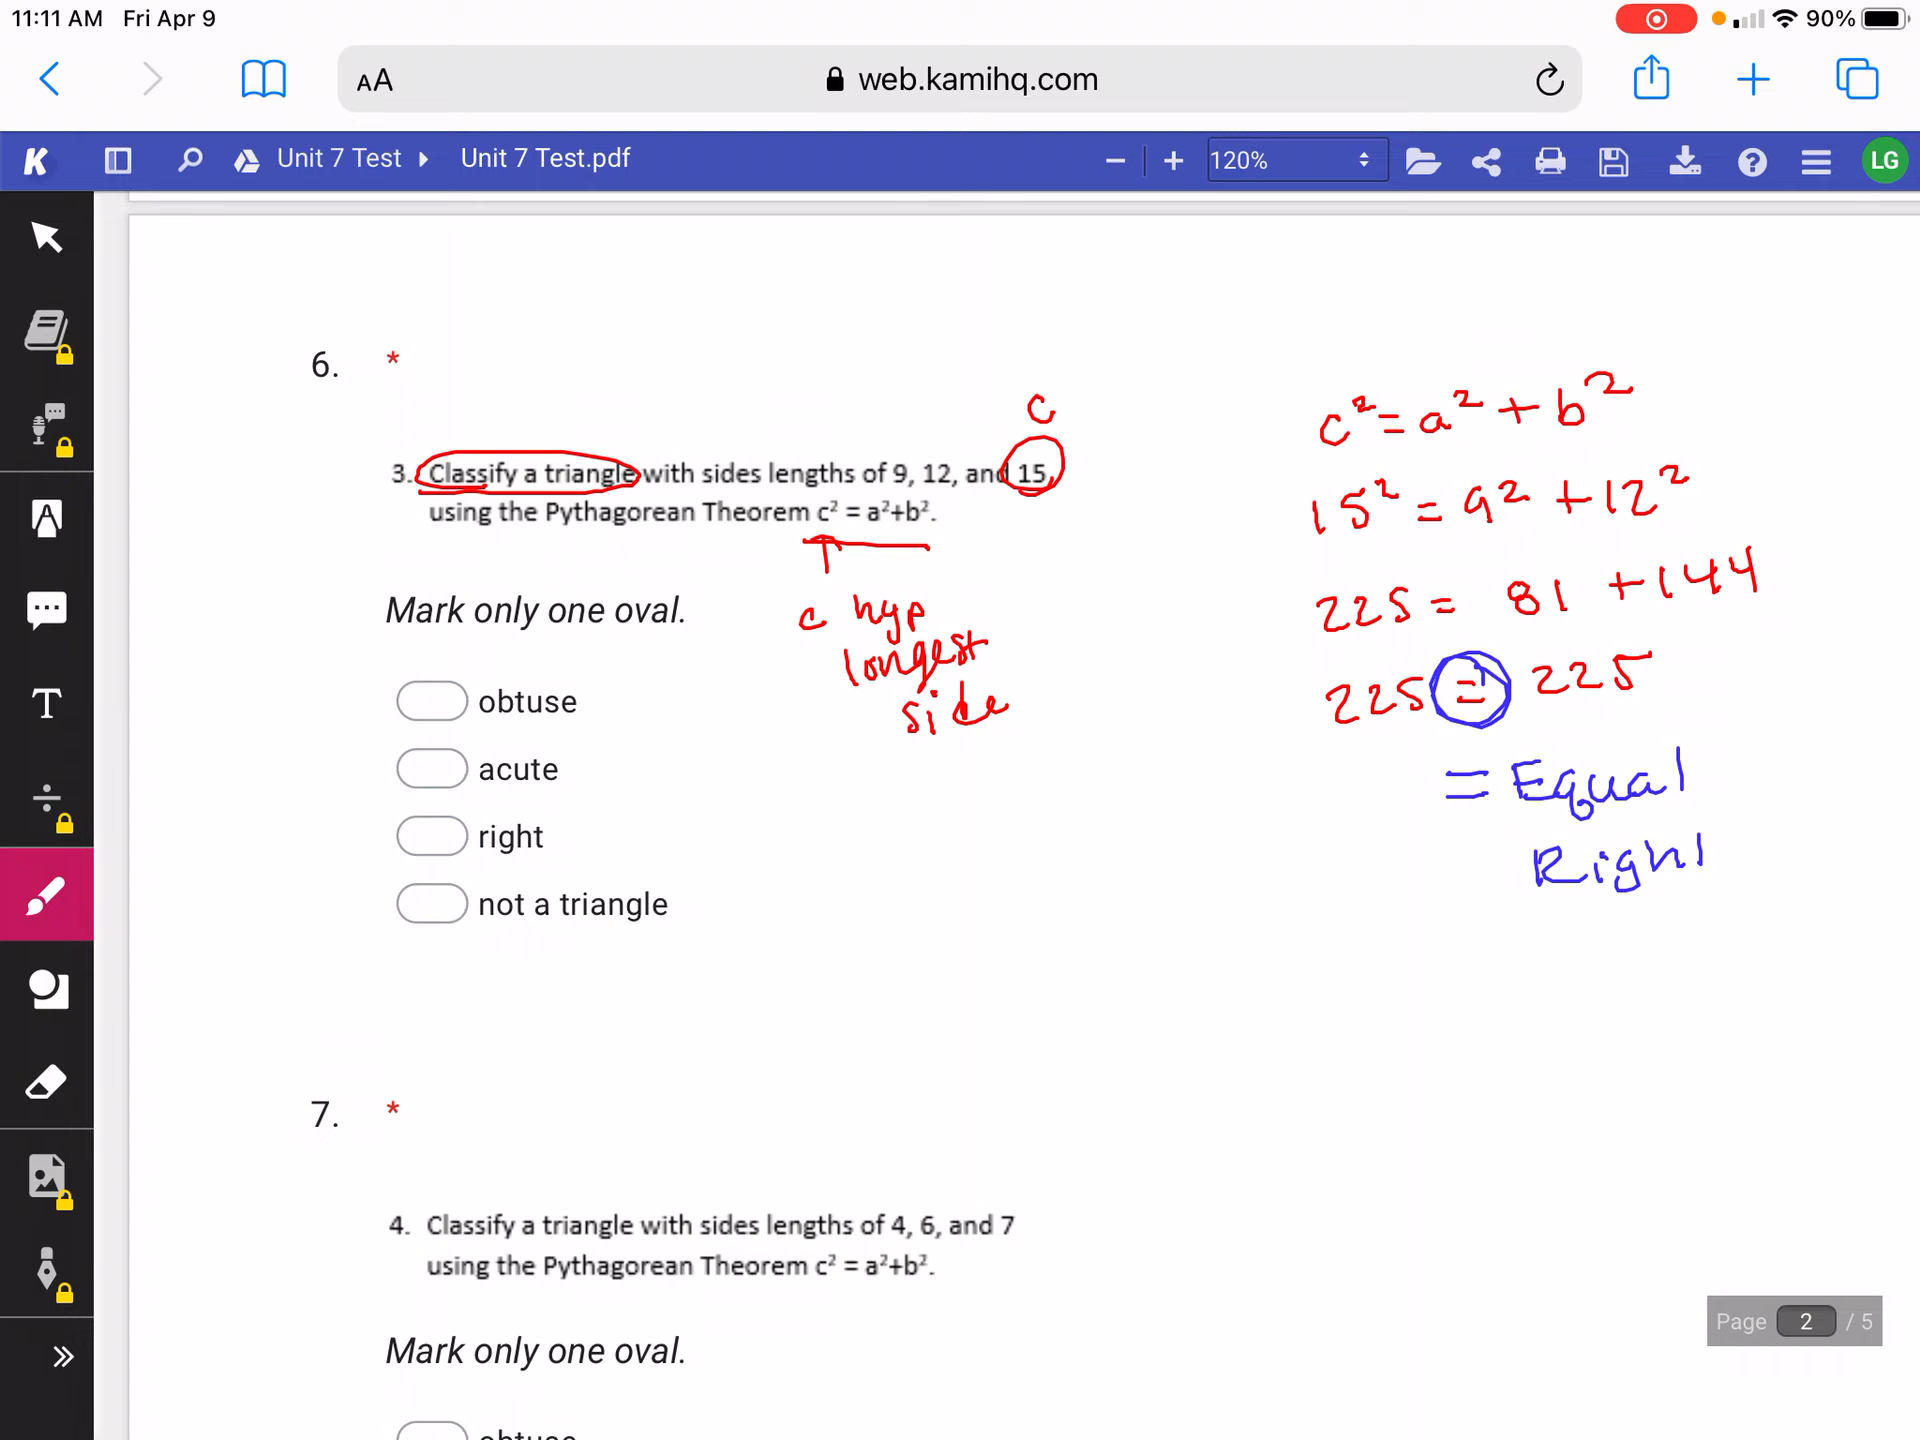 11:11 AM Fri Apr 9
90%
AA
web.kamihq.com
K
Unit 7 Test
Unit 7 Test.pdf
120%
LG
6. *
c
3. Classify a triangle with sides lengths of 9, 12, and 15,
using the Pythagorean Theorem c² = a²+b².
c hyp
longest
side
Mark only one oval.
obtuse
acute
right
not a triangle
c² = a² + b²
15² = 9² + 12²
225 = 81 + 144
225 = 225
= Equal
Right
7. *
4. Classify a triangle with sides lengths of 4, 6, and 7
using the Pythagorean Theorem c² = a²+b².
Mark only one oval.
obtuse
Page 2 / 5